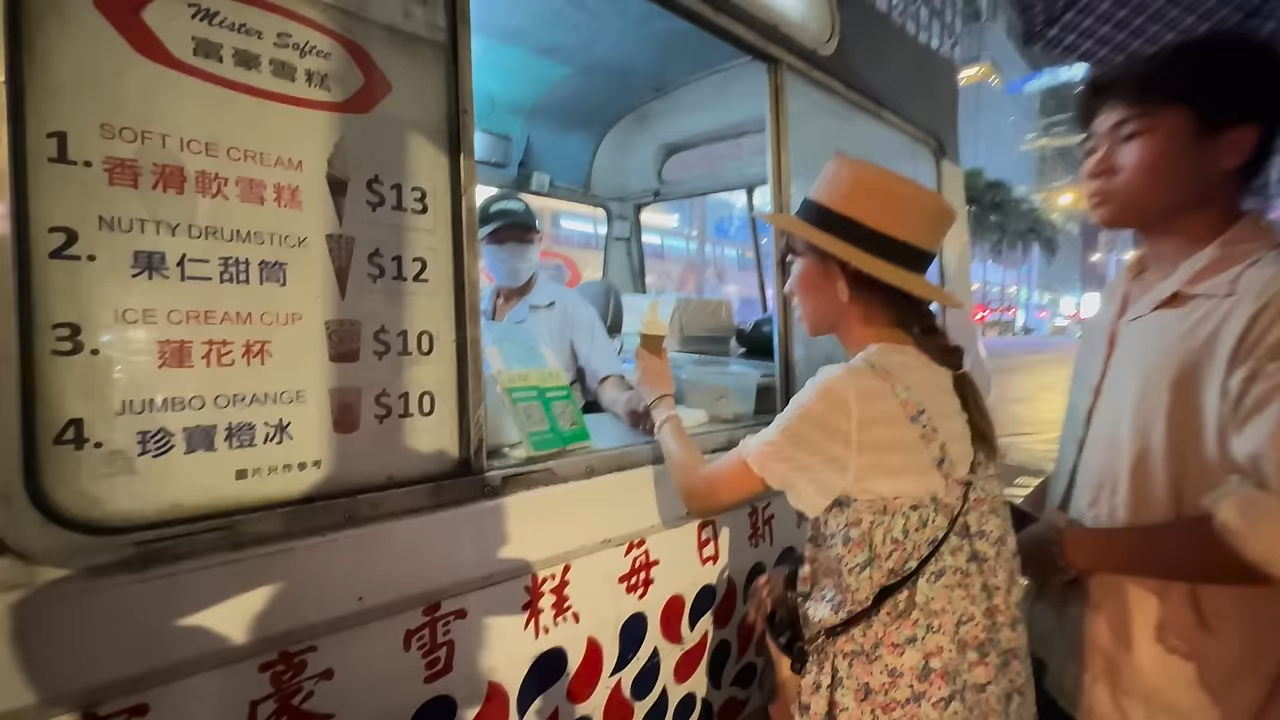 Mister Softee
富豪雪糕
1. SOFT ICE CREAM
香滑軟雪糕
$13
2. NUTTY DRUMSTICK
果仁甜筒
$12
3. ICE CREAM CUP
蓮花杯
$10
4. JUMBO ORANGE
珍寶橙冰
$10
圖片只作參考
豪雪糕每日新